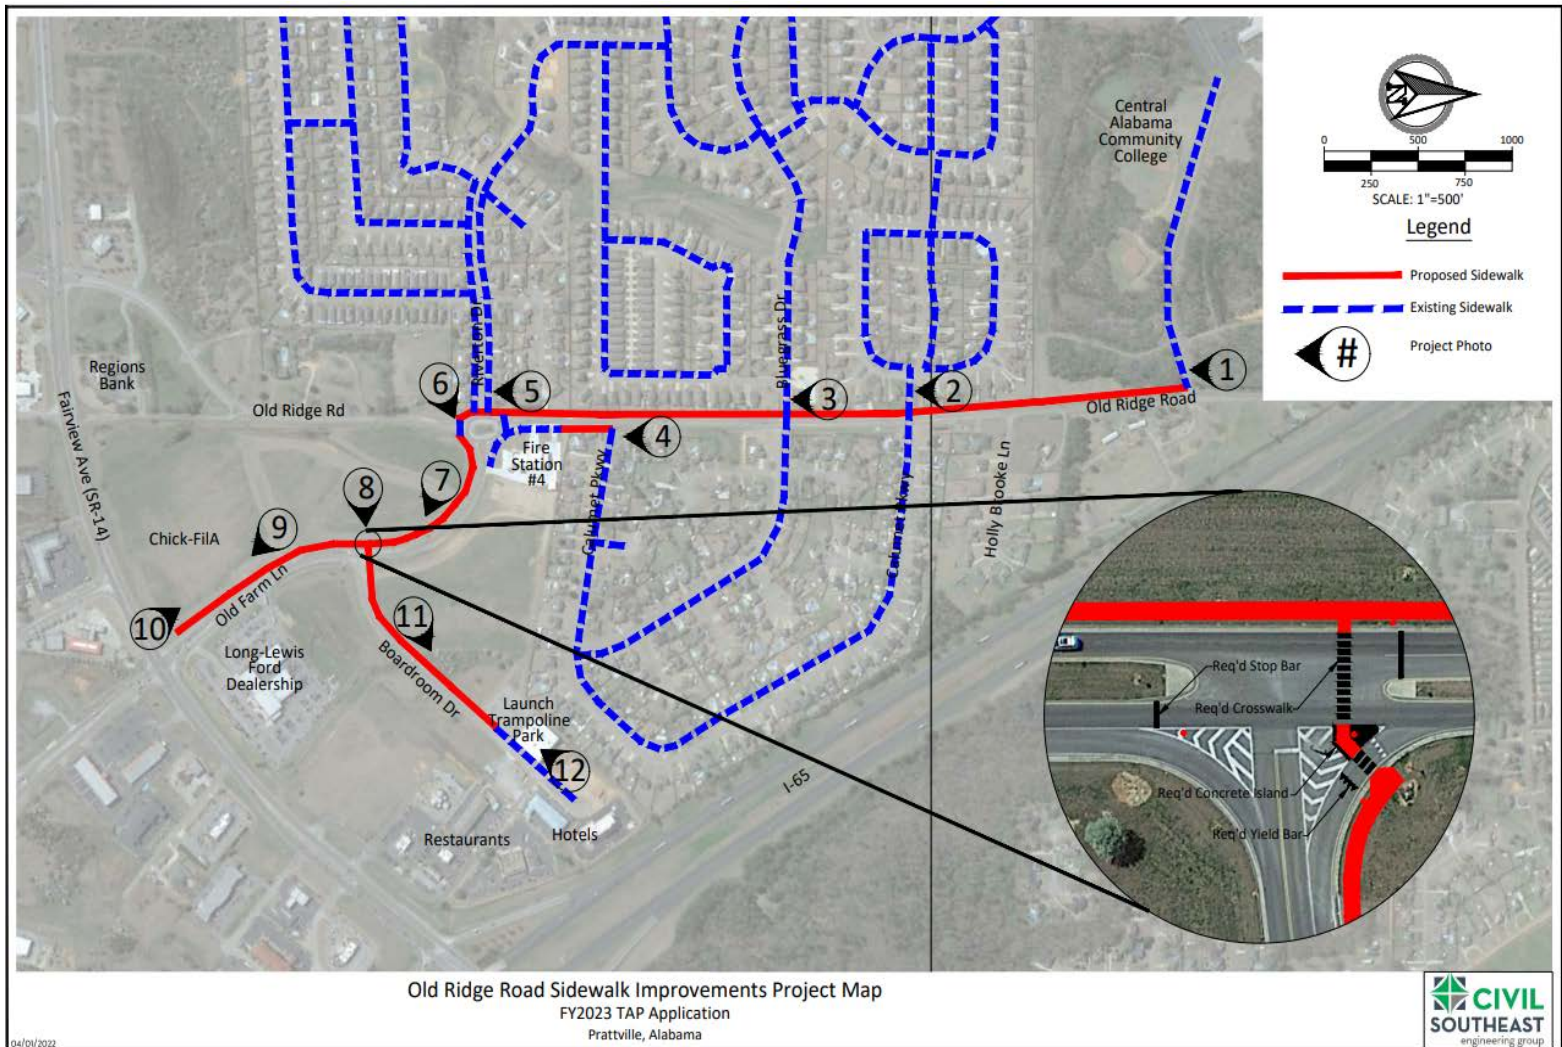 Central
Alabama
Community
College
N
0
500
1000
250
750
SCALE: 1"=500'
Legend
Proposed Sidewalk
Existing Sidewalk
#
Project Photo
Regions
Bank
Fairview Ave (SR-14)
Old Ridge Rd
Riverton Dr
Bluegrass Dr
Old Ridge Road
1
2
3
4
5
6
7
8
9
10
11
12
Fire
Station
#4
Calumet Pkwy
Calumet Pkwy
Holly Brooke Ln
Chick-FilA
Old Farm Ln
Long-Lewis
Ford
Dealership
Boardroom Dr
Launch
Trampoline
Park
Restaurants
Hotels
I-65
Req'd Stop Bar
Req'd Crosswalk
Req'd Concrete Island
Req'd Yield Bar
Old Ridge Road Sidewalk Improvements Project Map
FY2023 TAP Application
Prattville, Alabama
04/01/2022
CIVIL
SOUTHEAST
engineering group